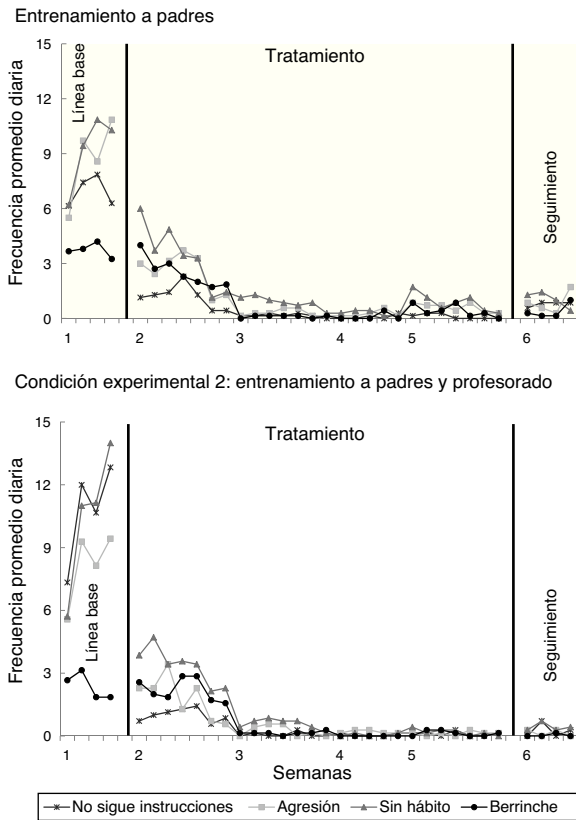 Entrenamiento a padres
15
12
9
6
3
0
Frecuencia promedio diaria
Línea base
Tratamiento
Seguimiento
1 2 3 4 5 6
Condición experimental 2: entrenamiento a padres y profesorado
15
12
9
6
3
0
Frecuencia promedio diaria
Línea base
Tratamiento
Seguimiento
1 2 3 4 5 6
Semanas
No sigue instrucciones Agresión Sin hábito Berrinche